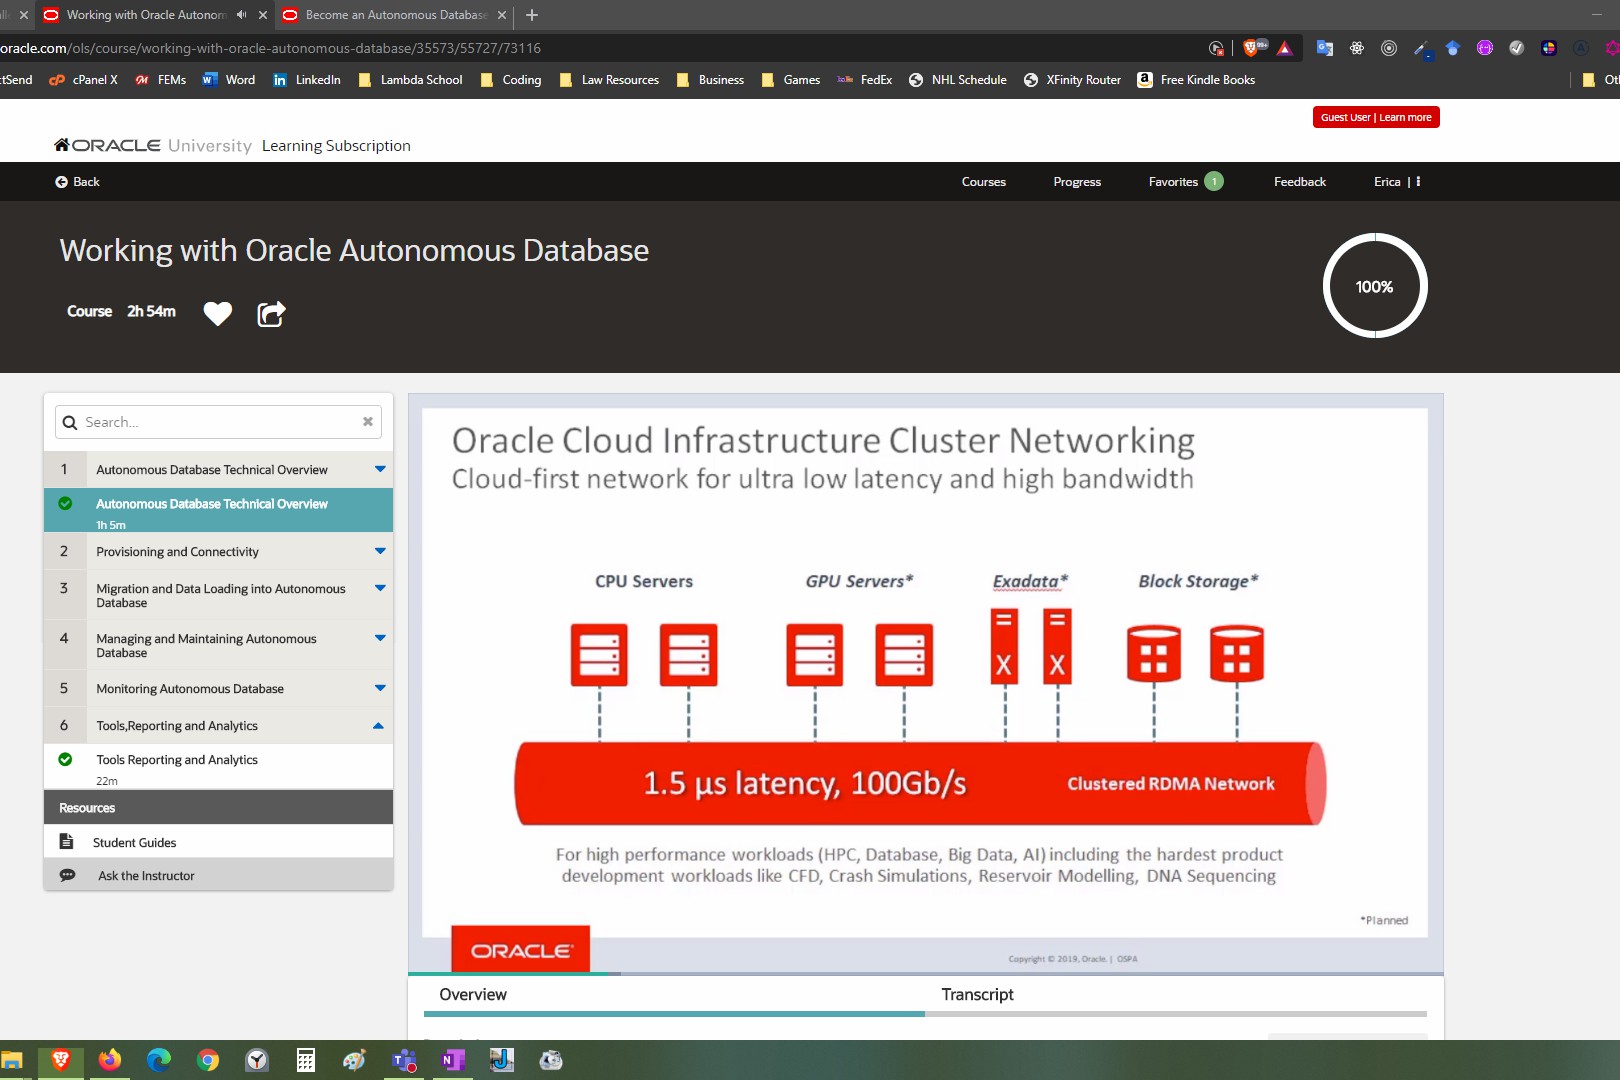 Working with Oracle Autonom
Become an Autonomous Database
oracle.com/ols/course/working-with-oracle-autonomous-database/35573/55727/73116
99+
ctSend
cPanel X
FEMs
Word
LinkedIn
Lambda School
Coding
Law Resources
Business
Games
FedEx
NHL Schedule
XFinity Router
Free Kindle Books
Guest User | Learn more
ORACLE University Learning Subscription
Back
Courses
Progress
Favorites 1
Feedback
Erica |
Working with Oracle Autonomous Database
Course 2h 54m
100%
Search...
1 Autonomous Database Technical Overview
Autonomous Database Technical Overview
1h 5m
2 Provisioning and Connectivity
3 Migration and Data Loading into Autonomous
Database
4 Managing and Maintaining Autonomous
Database
5 Monitoring Autonomous Database
6 Tools,Reporting and Analytics
Tools Reporting and Analytics
22m
Resources
Student Guides
Ask the Instructor
Oracle Cloud Infrastructure Cluster Networking
Cloud-first network for ultra low latency and high bandwidth
CPU Servers GPU Servers* Exadata* Block Storage*
X X
1.5 µs latency, 100Gb/s Clustered RDMA Network
For high performance workloads (HPC, Database, Big Data, AI) including the hardest product
development workloads like CFD, Crash Simulations, Reservoir Modelling, DNA Sequencing
*Planned
ORACLE
Copyright © 2019, Oracle. | OSPA
Overview
Transcript